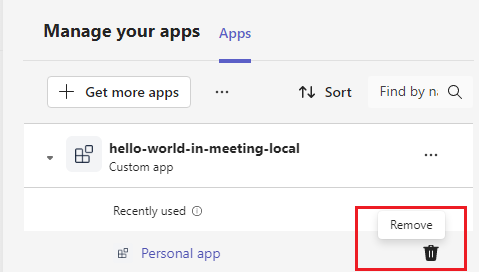 Manage your apps Apps
Get more apps ... Sort Find by na
hello-world-in-meeting-local ...
Custom app
Recently used
Remove
Personal app